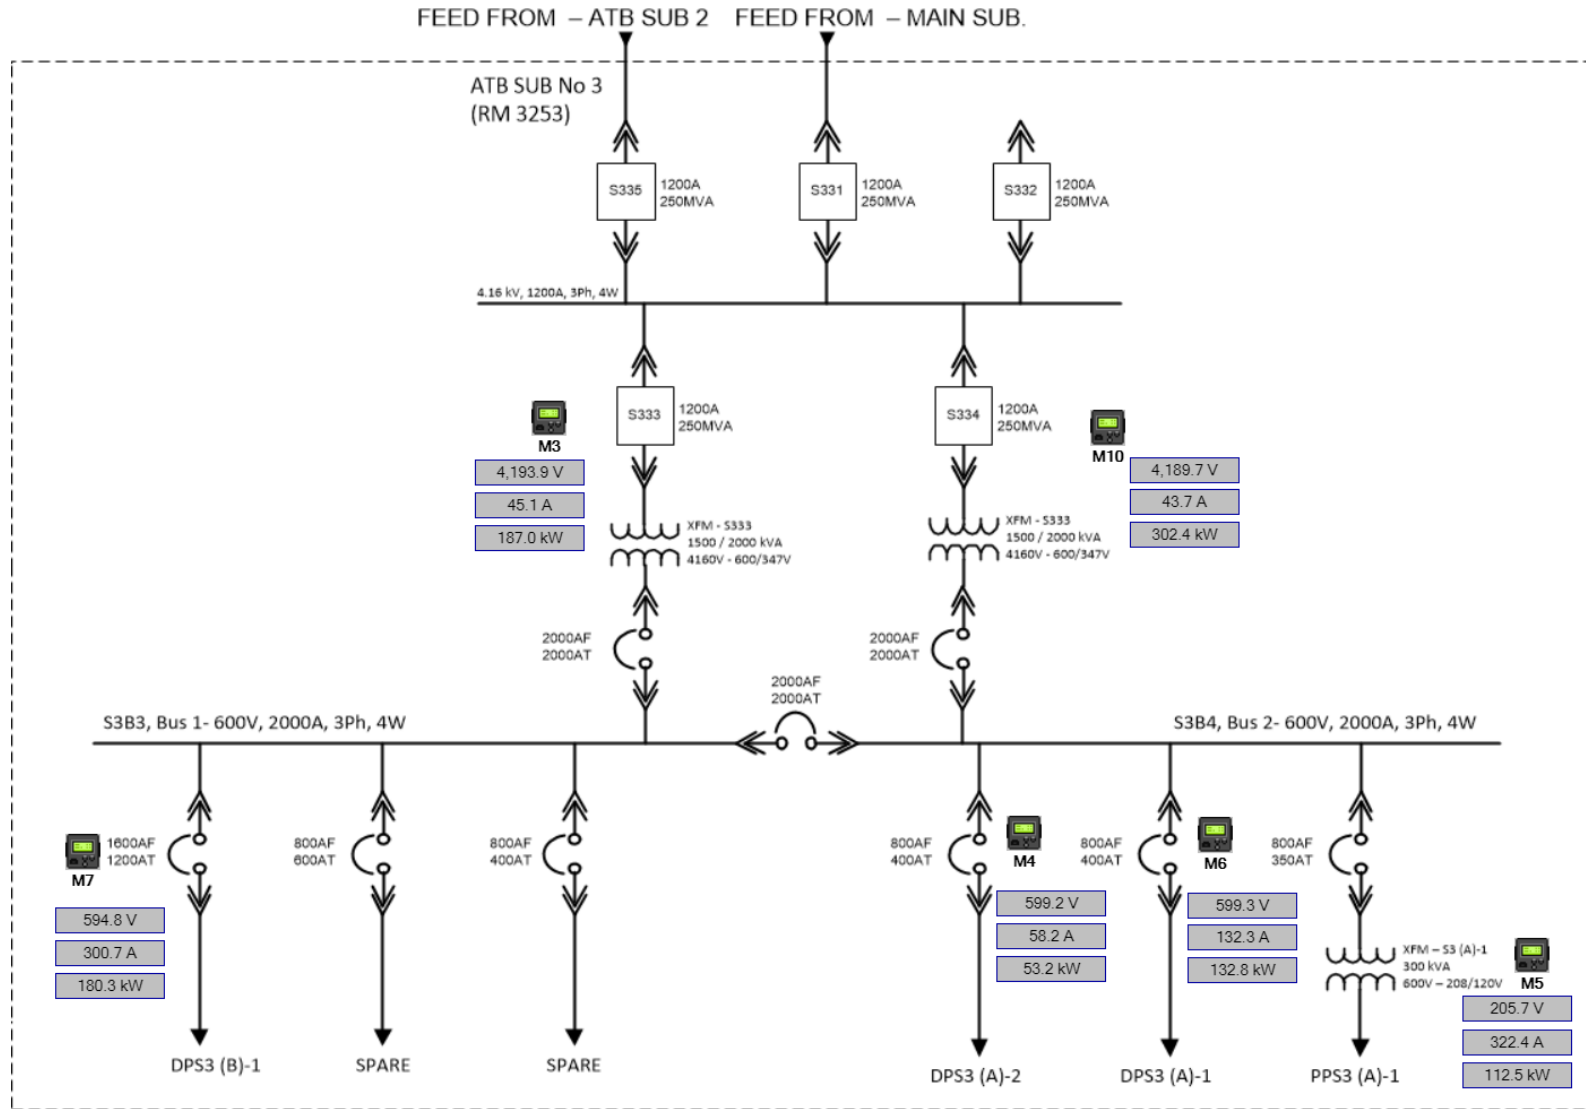 FEED FROM – ATB SUB 2 FEED FROM – MAIN SUB.
ATB SUB No 3
(RM 3253)
S335
1200A
250MVA
S331
1200A
250MVA
S332
1200A
250MVA
4.16 kV, 1200A, 3Ph, 4W
M3
4,193.9 V
45.1 A
187.0 kW
S333
1200A
250MVA
S334
1200A
250MVA
M10
4,189.7 V
43.7 A
302.4 kW
XFM - S333
1500 / 2000 kVA
4160V - 600/347V
XFM - S333
1500 / 2000 kVA
4160V - 600/347V
2000AF
2000AT
2000AF
2000AT
2000AF
2000AT
S3B3, Bus 1- 600V, 2000A, 3Ph, 4W
S3B4, Bus 2- 600V, 2000A, 3Ph, 4W
M7
1600AF
1200AT
594.8 V
300.7 A
180.3 kW
800AF
600AT
800AF
400AT
800AF
400AT
M4
599.2 V
58.2 A
53.2 kW
800AF
400AT
M6
599.3 V
132.3 A
132.8 kW
800AF
350AT
XFM – S3 (A)-1
300 kVA
600V – 208/120V
M5
205.7 V
322.4 A
112.5 kW
DPS3 (B)-1
SPARE
SPARE
DPS3 (A)-2
DPS3 (A)-1
PPS3 (A)-1